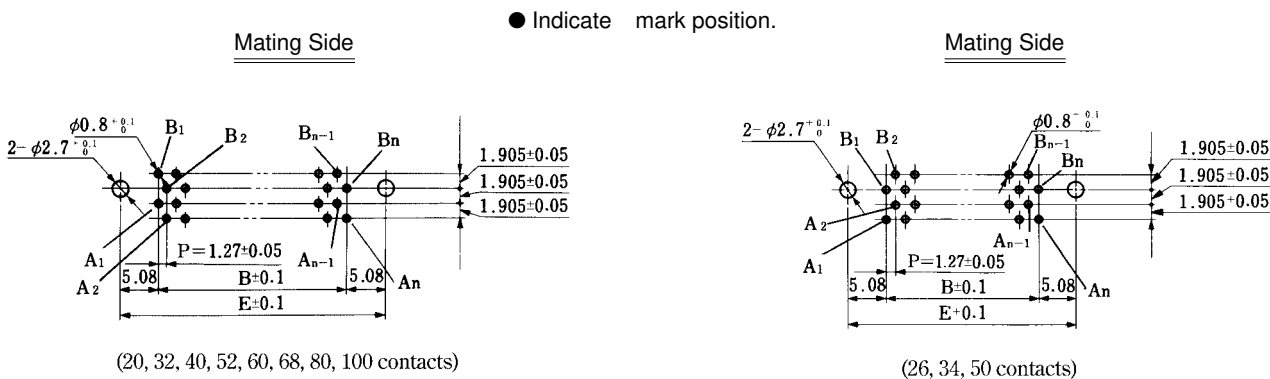 ● Indicate mark position.
Mating Side
ϕ0.8 +0.1 0
B1
B2
Bn-1
Bn
2-ϕ2.7 +0.1 0
1.905±0.05
1.905±0.05
1.905±0.05
A1
A2
P=1.27±0.05
An-1
An
5.08
B±0.1
5.08
E±0.1
(20, 32, 40, 52, 60, 68, 80, 100 contacts)
Mating Side
2-ϕ2.7 +0.1 0
B1
B2
ϕ0.8 +0.1 0
Bn-1
Bn
1.905±0.05
1.905±0.05
1.905+0.05
A2
A1
An-1
An
P=1.27±0.05
5.08
B±0.1
5.08
E+0.1
(26, 34, 50 contacts)